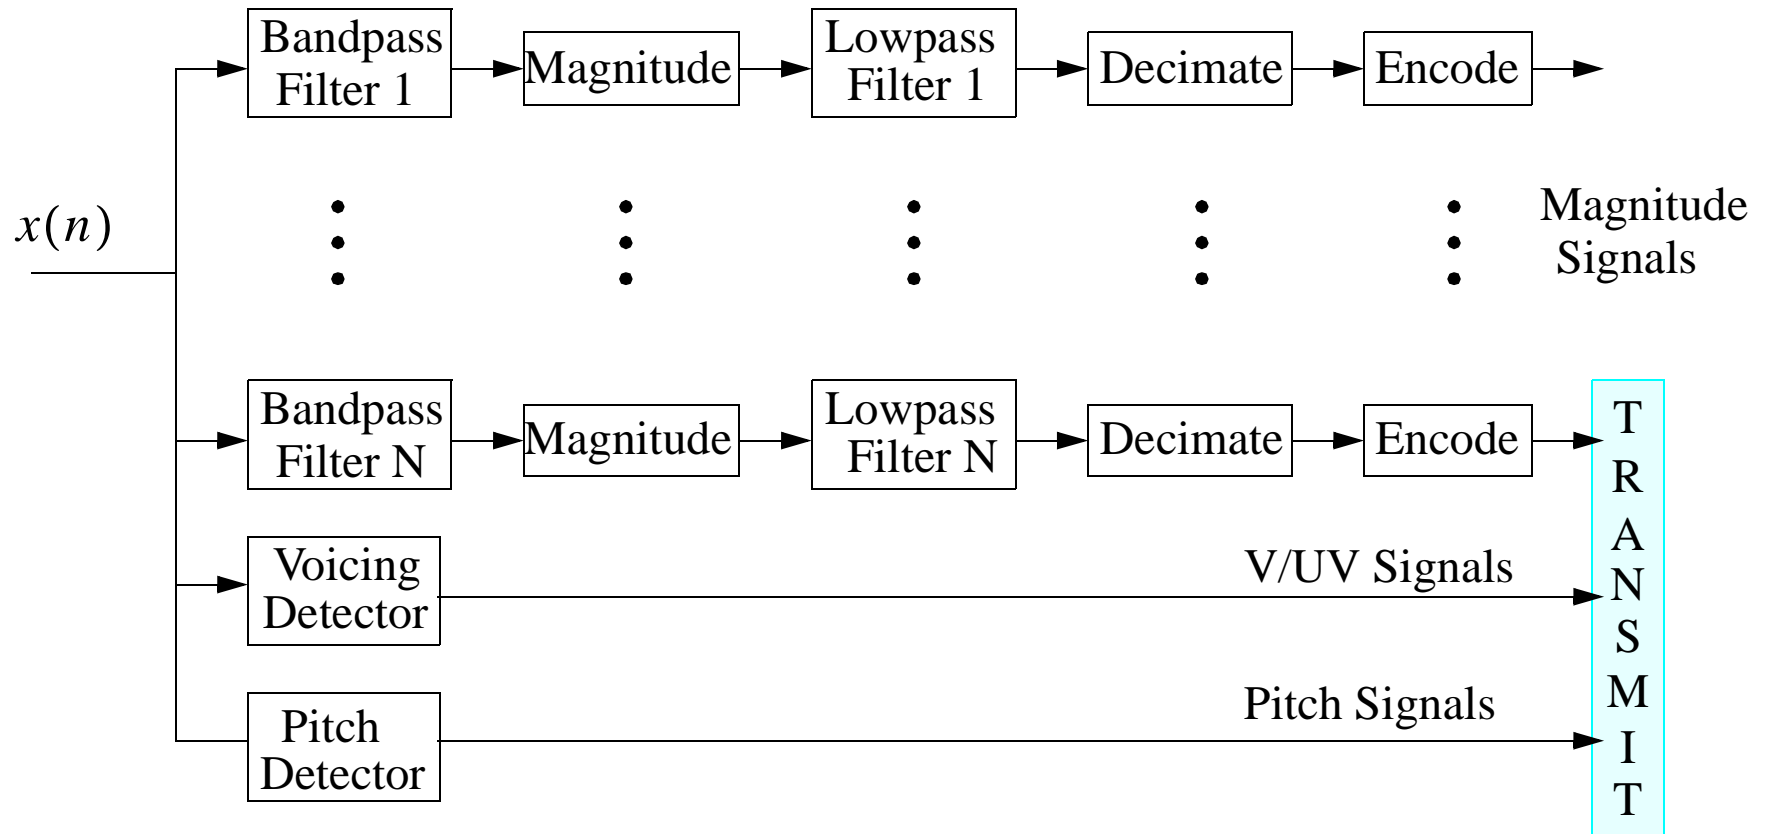 Bandpass
Filter 1
Magnitude
Lowpass
Filter 1
Decimate
Encode
x(n)
Magnitude
Signals
Bandpass
Filter N
Magnitude
Lowpass
Filter N
Decimate
Encode
Voicing
Detector
V/UV Signals
Pitch
Detector
Pitch Signals
T
R
A
N
S
M
I
T